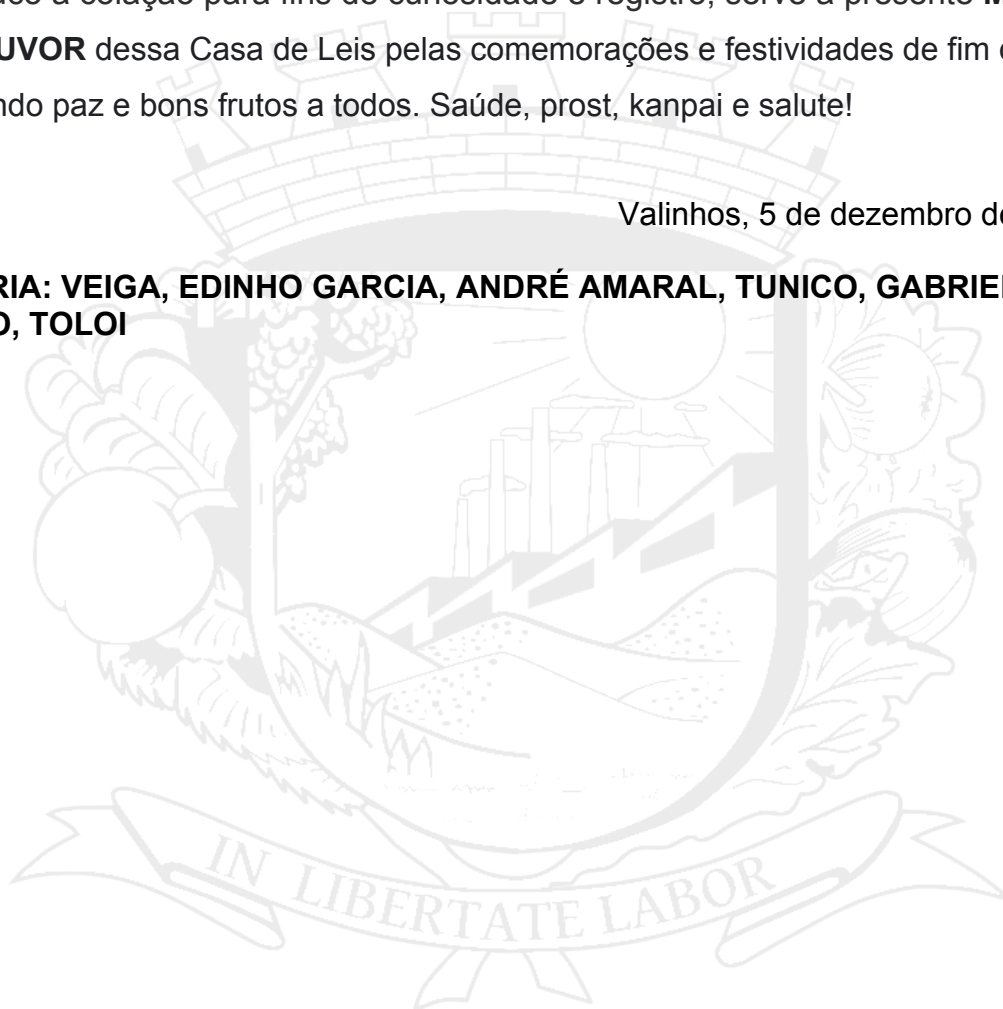 a colação para fins de curiosidade e registro, serve a presente
UVOR dessa Casa de Leis pelas comemorações e festividades de fim
ndo paz e bons frutos a todos. Saúde, prost, kanpai e salute!
Valinhos, 5 de dezembro de
RIA: VEIGA, EDINHO GARCIA, ANDRÉ AMARAL, TUNICO, GABRIE
O, TOLOI
IN LIBERTATE LABOR